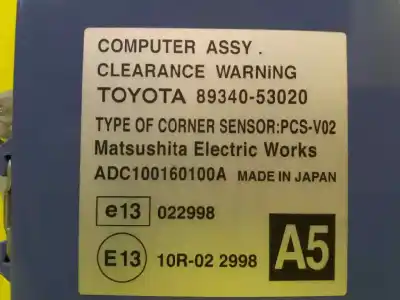 COMPUTER ASSY .
CLEARANCE WARNiNG
TOYOTA 89340-53020
TYPE OF CORNER SENSOR:PCS-V02
Matsushita Electric Works
ADC100160100A MADE IN JAPAN
e13 022998
E13 10R-02 2998
A5